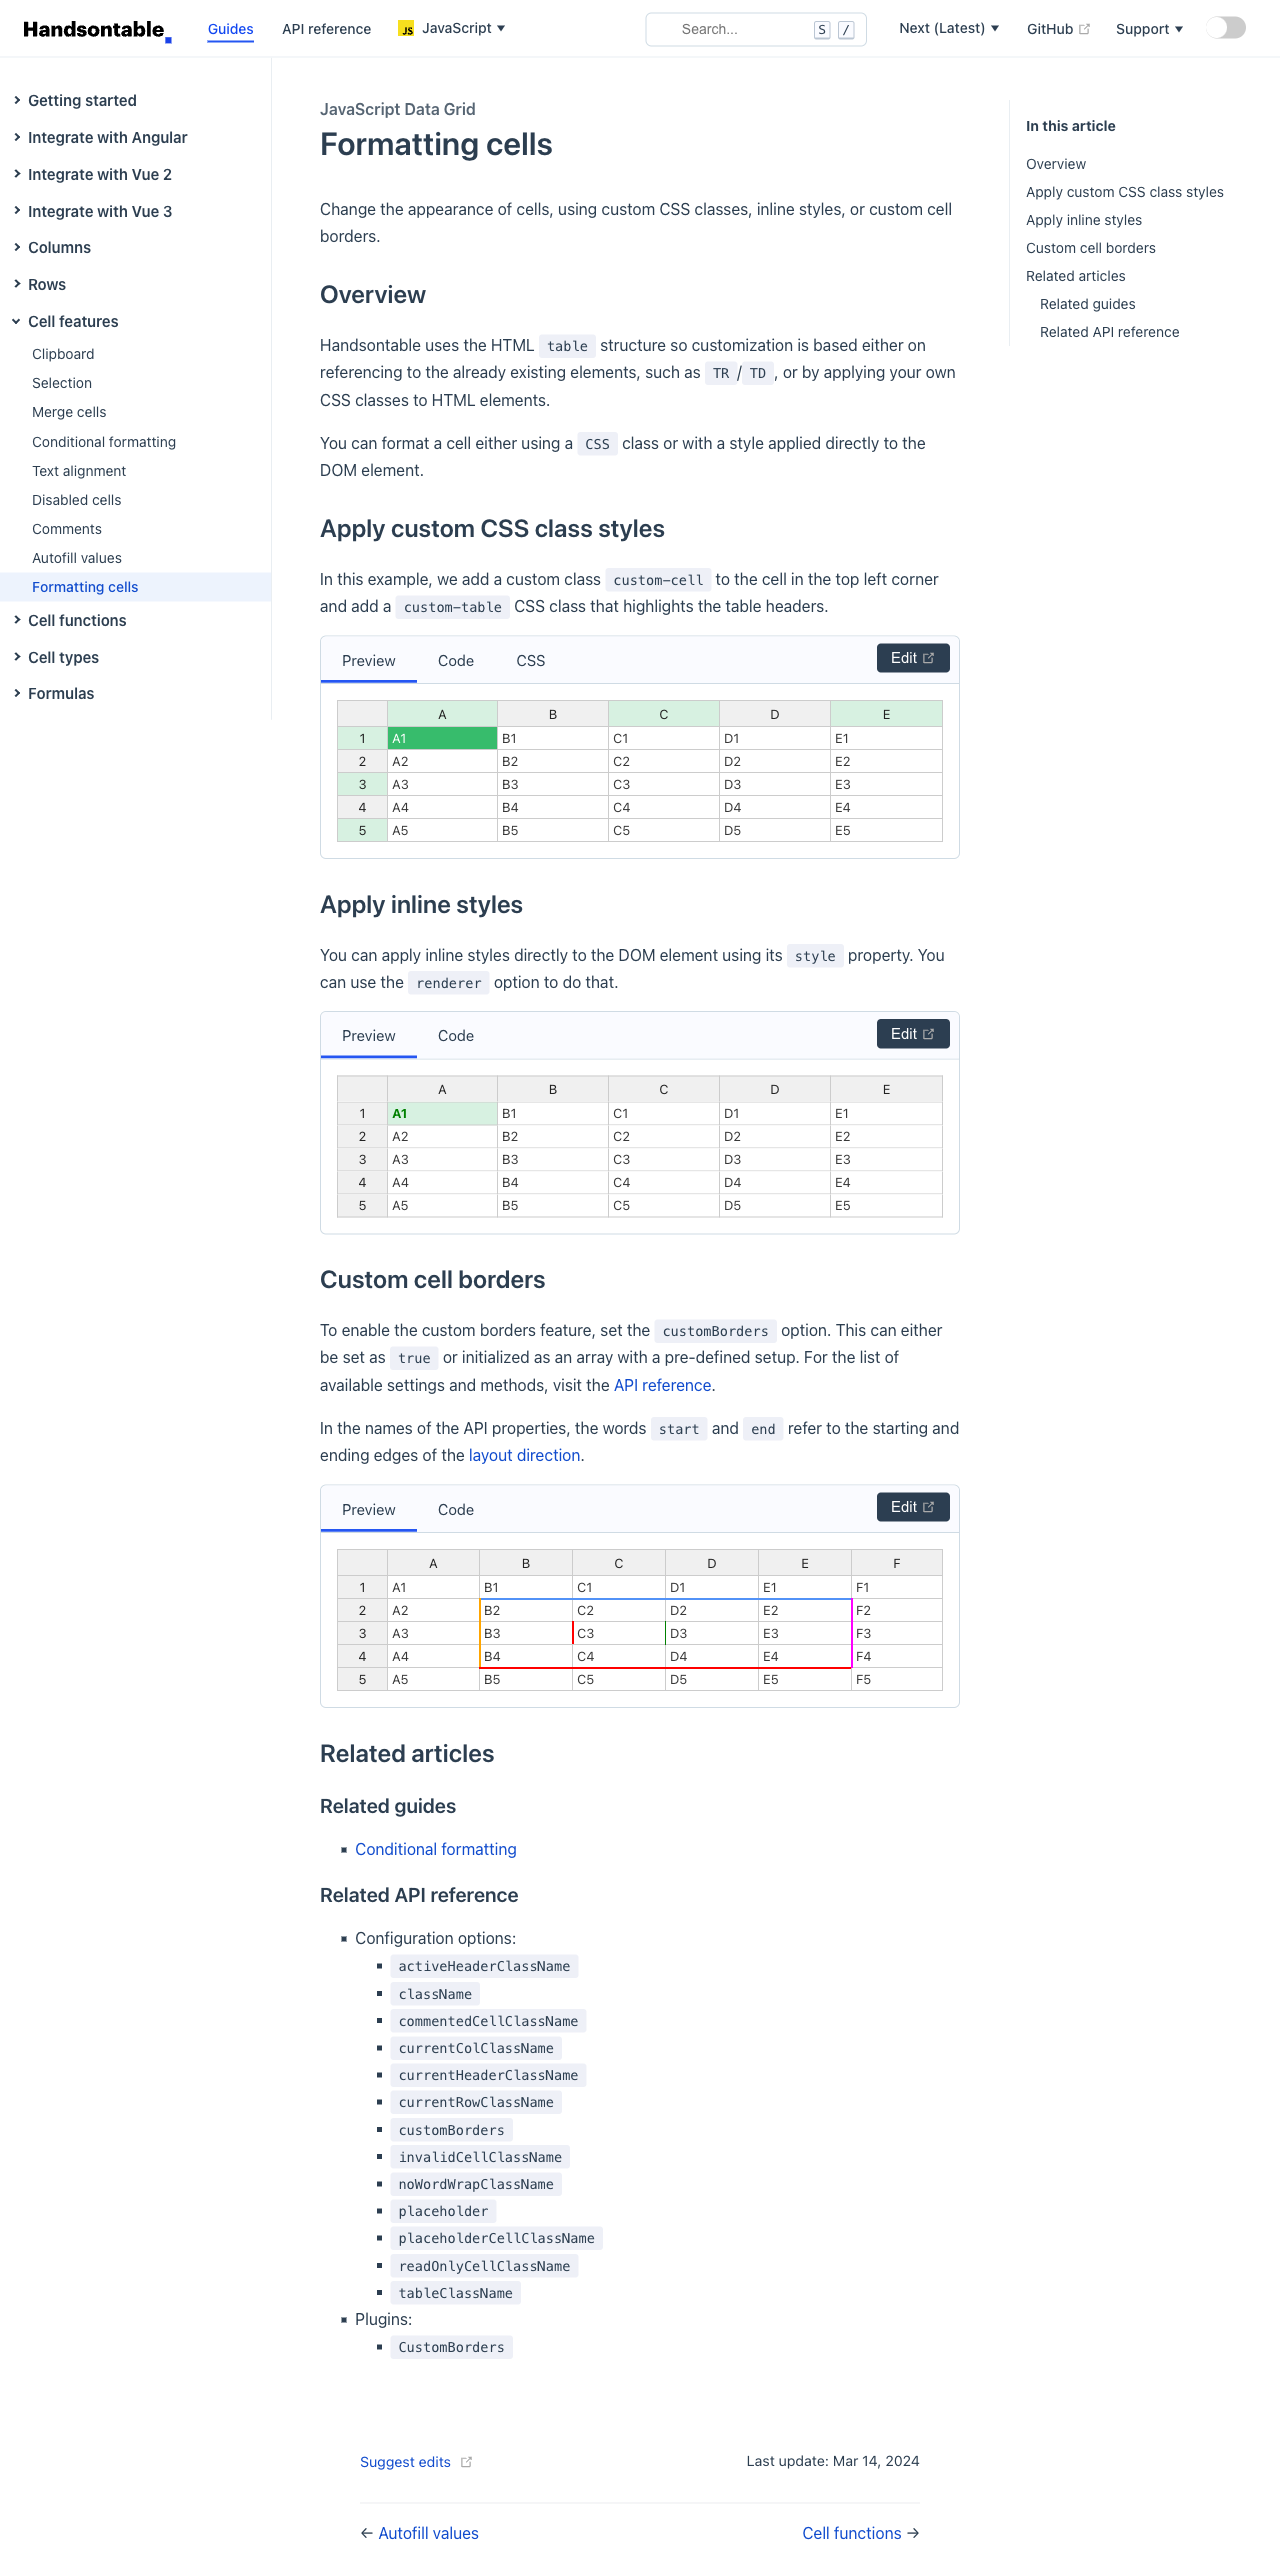 Handsontable
Guides
API reference
JS
JavaScript ▾
Search...
S
/
Next (Latest) ▾
GitHub
Support ▾
Getting started
Integrate with Angular
Integrate with Vue 2
Integrate with Vue 3
Columns
Rows
Cell features
Clipboard
Selection
Merge cells
Conditional formatting
Text alignment
Disabled cells
Comments
Autofill values
Formatting cells
Cell functions
Cell types
Formulas
JavaScript Data Grid
Formatting cells
Change the appearance of cells, using custom CSS classes, inline styles, or custom cell
borders.
Overview
Handsontable uses the HTML table structure so customization is based either on
referencing to the already existing elements, such as TR / TD , or by applying your own
CSS classes to HTML elements.
You can format a cell either using a CSS class or with a style applied directly to the
DOM element.
Apply custom CSS class styles
In this example, we add a custom class custom-cell to the cell in the top left corner
and add a custom-table CSS class that highlights the table headers.
Preview Code CSS Edit
A B C D E
1 A1 B1 C1 D1 E1
2 A2 B2 C2 D2 E2
3 A3 B3 C3 D3 E3
4 A4 B4 C4 D4 E4
5 A5 B5 C5 D5 E5
Apply inline styles
You can apply inline styles directly to the DOM element using its style property. You
can use the renderer option to do that.
Preview Code Edit
A B C D E
1 A1 B1 C1 D1 E1
2 A2 B2 C2 D2 E2
3 A3 B3 C3 D3 E3
4 A4 B4 C4 D4 E4
5 A5 B5 C5 D5 E5
Custom cell borders
To enable the custom borders feature, set the customBorders option. This can either
be set as true or initialized as an array with a pre-defined setup. For the list of
available settings and methods, visit the API reference.
In the names of the API properties, the words start and end refer to the starting and
ending edges of the layout direction.
Preview Code Edit
A B C D E F
1 A1 B1 C1 D1 E1 F1
2 A2 B2 C2 D2 E2 F2
3 A3 B3 C3 D3 E3 F3
4 A4 B4 C4 D4 E4 F4
5 A5 B5 C5 D5 E5 F5
Related articles
Related guides
Conditional formatting
Related API reference
Configuration options:
activeHeaderClassName
className
commentedCellClassName
currentColClassName
currentHeaderClassName
currentRowClassName
customBorders
invalidCellClassName
noWordWrapClassName
placeholder
placeholderCellClassName
readOnlyCellClassName
tableClassName
Plugins:
CustomBorders
Suggest edits
Last update: Mar 14, 2024
← Autofill values
Cell functions →
In this article
Overview
Apply custom CSS class styles
Apply inline styles
Custom cell borders
Related articles
Related guides
Related API reference